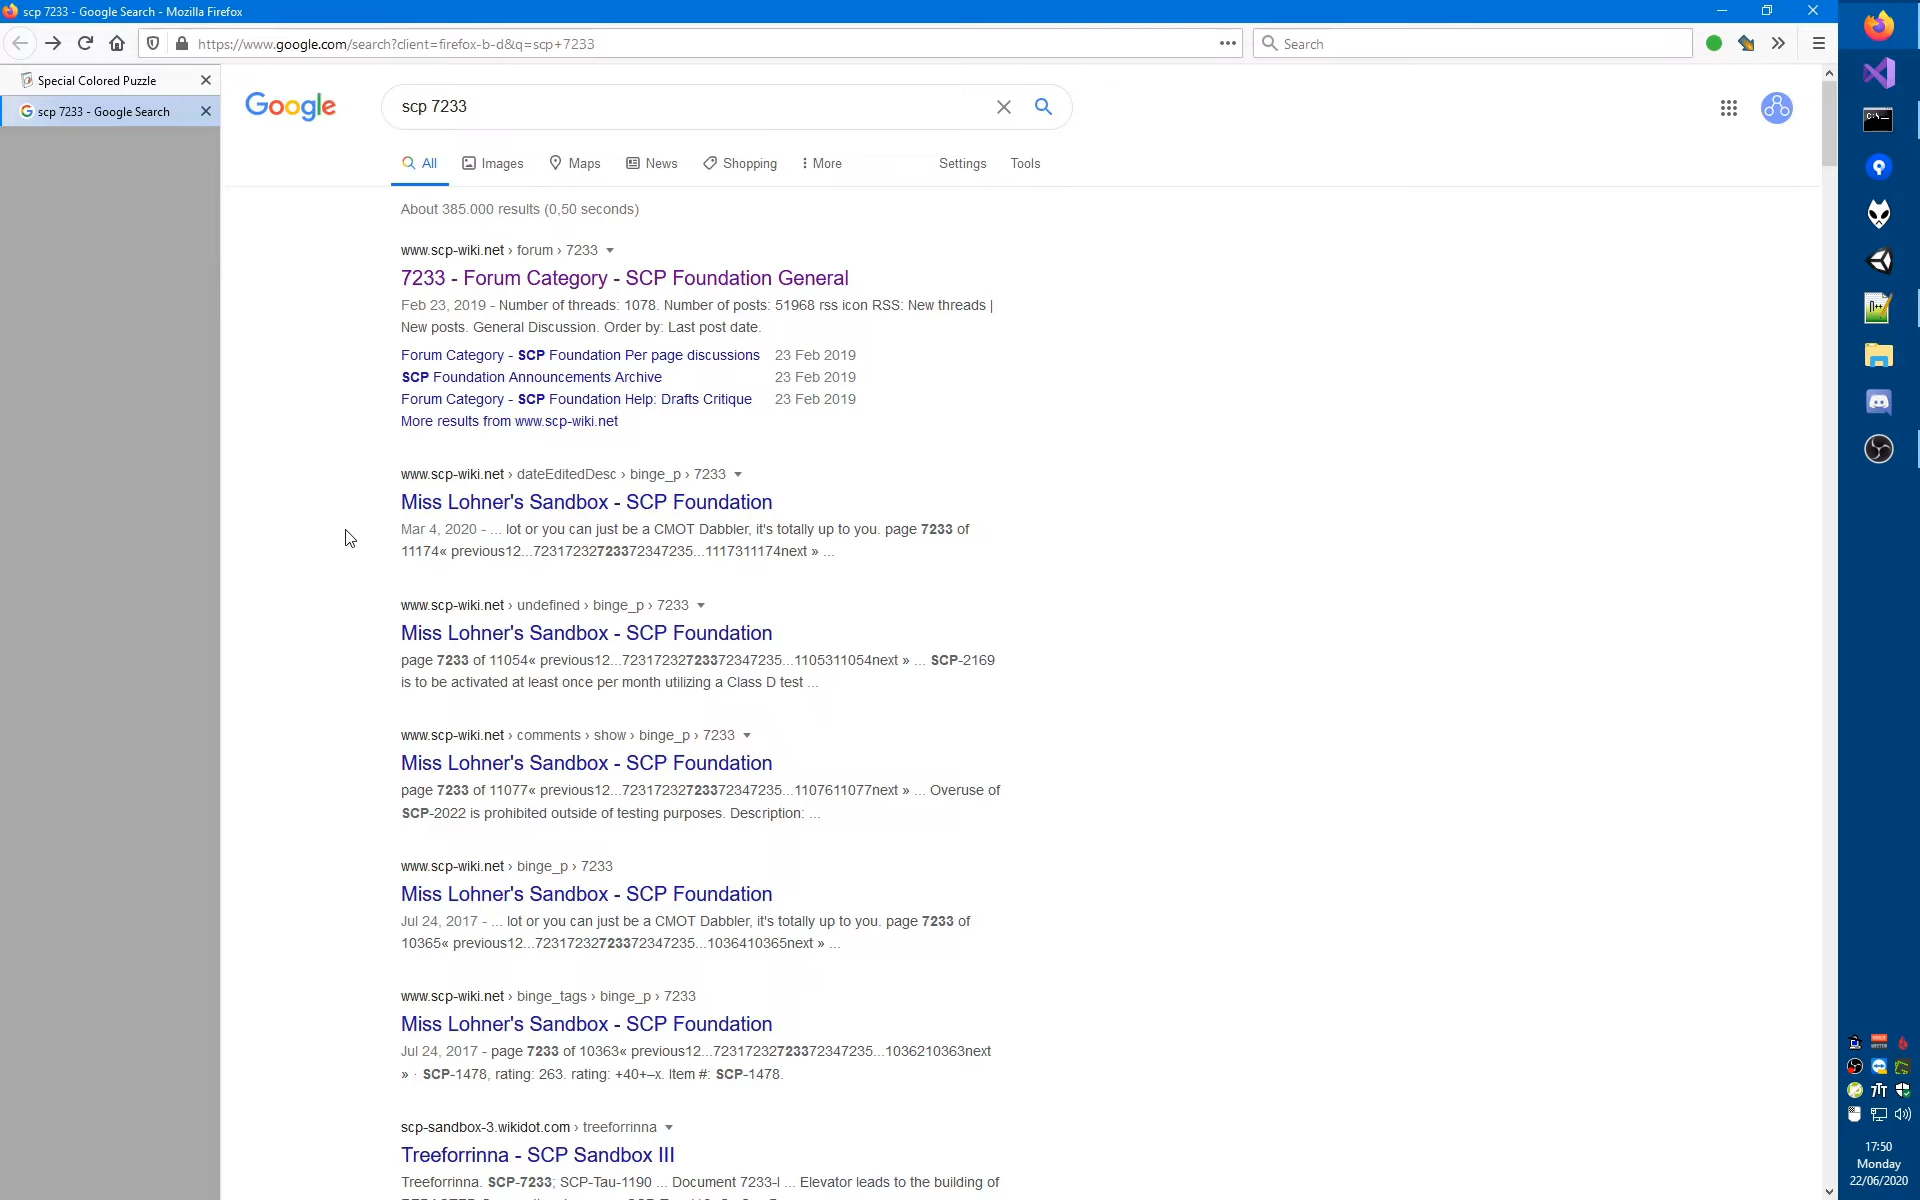 scp 7233 - Google Search - Mozilla Firefox
https://www.google.com/search?client=firefox-b-d&q=scp+7233
Search
Special Colored Puzzle
scp 7233 - Google Search
Google
scp 7233
All
Images
Maps
News
Shopping
More
Settings
Tools
About 385.000 results (0,50 seconds)
www.scp-wiki.net › forum › 7233
7233 - Forum Category - SCP Foundation General
Feb 23, 2019 - Number of threads: 1078. Number of posts: 51968 rss icon RSS: New threads |
New posts. General Discussion. Order by: Last post date.
Forum Category - SCP Foundation Per page discussions 23 Feb 2019
SCP Foundation Announcements Archive 23 Feb 2019
Forum Category - SCP Foundation Help: Drafts Critique 23 Feb 2019
More results from www.scp-wiki.net
www.scp-wiki.net › dateEditedDesc › binge_p › 7233
Miss Lohner's Sandbox - SCP Foundation
Mar 4, 2020 - ... lot or you can just be a CMOT Dabbler, it's totally up to you. page 7233 of
11174« previous12...72317232723372347235...1117311174next » ...
www.scp-wiki.net › undefined › binge_p › 7233
Miss Lohner's Sandbox - SCP Foundation
page 7233 of 11054« previous12...72317232723372347235...1105311054next » ... SCP-2169
is to be activated at least once per month utilizing a Class D test ...
www.scp-wiki.net › comments › show › binge_p › 7233
Miss Lohner's Sandbox - SCP Foundation
page 7233 of 11077« previous12...72317232723372347235...1107611077next » ... Overuse of
SCP-2022 is prohibited outside of testing purposes. Description: ...
www.scp-wiki.net › binge_p › 7233
Miss Lohner's Sandbox - SCP Foundation
Jul 24, 2017 - ... lot or you can just be a CMOT Dabbler, it's totally up to you. page 7233 of
10365« previous12...72317232723372347235...1036410365next » ...
www.scp-wiki.net › binge_tags › binge_p › 7233
Miss Lohner's Sandbox - SCP Foundation
Jul 24, 2017 - page 7233 of 10363« previous12...72317232723372347235...1036210363next
» · SCP-1478, rating: 263. rating: +40+–x. Item #: SCP-1478.
scp-sandbox-3.wikidot.com › treeforrinna
Treeforrinna - SCP Sandbox III
Treeforrinna. SCP-7233; SCP-Tau-1190 ... Document 7233-I ... Elevator leads to the building of
17:50
Monday
22/06/2020